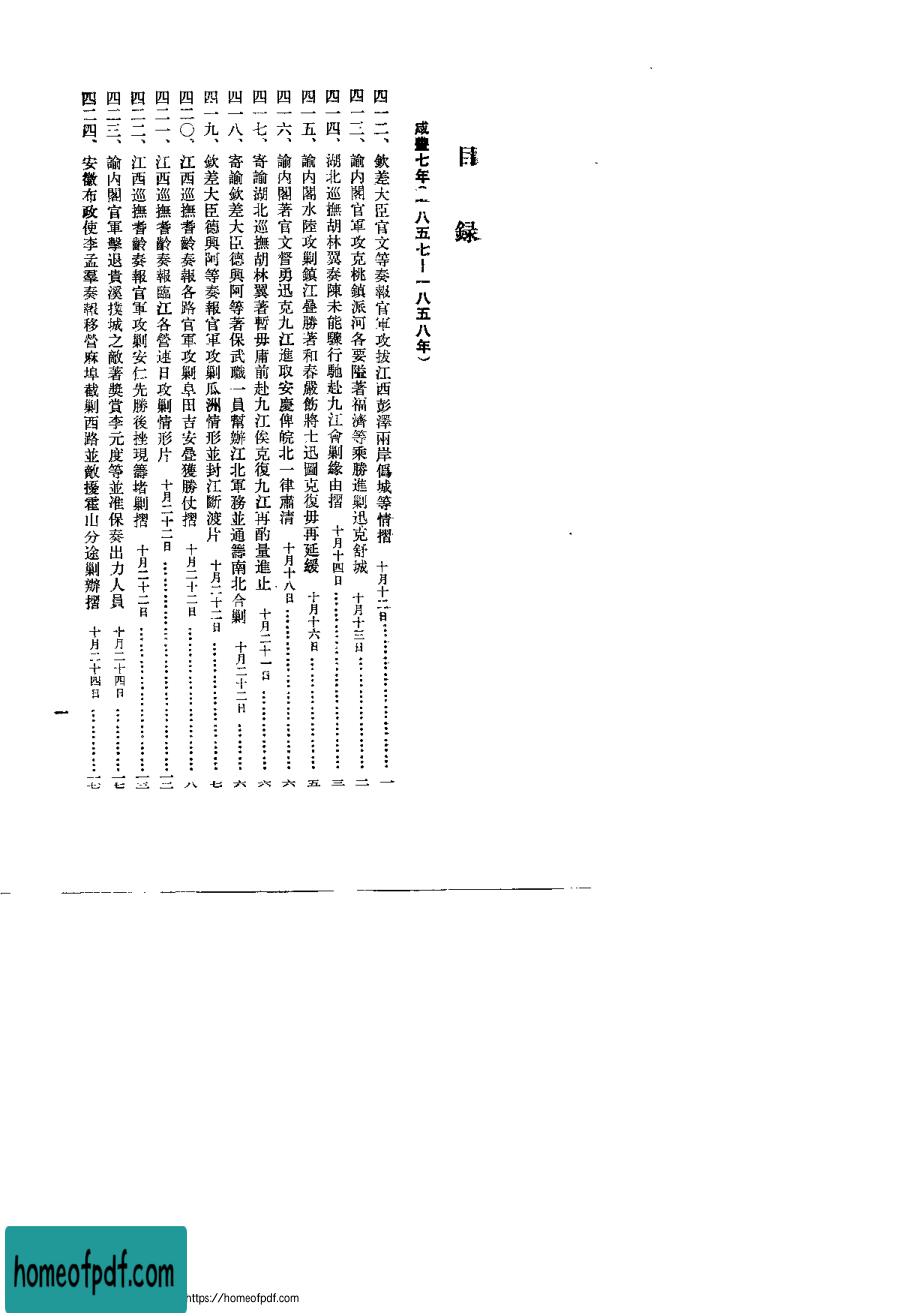 目錄
咸豐七年(一八五七—一八五八年)
四一二、欽差大臣官文等奏報官軍攻拔江西彭澤兩岸僞城等情摺 十月十二日………………一
四一三、諭內閣官軍攻克桃鎮派河各要隘著福濟等乘勝進剿迅克舒城 十月十三日………………二
四一四、湖北巡撫胡林翼奏陳未能驟行馳赴九江會剿緣由摺 十月十四日………………三
四一五、諭內閣水陸攻剿鎮江疊勝著和春嚴飭將士迅圖克復毋再延緩 十月十六日………………五
四一六、諭內閣著官文督勇迅克九江進取安慶俾皖北一律肅清 十月十八日………………六
四一七、寄諭湖北巡撫胡林翼著暫毋庸前赴九江俟克復九江再酌量進止 十月二十一日………………六
四一八、寄諭欽差大臣德興阿等著保武職一員幫辦江北軍務並通籌南北合剿 十月二十二日…………六
四一九、欽差大臣德興阿等奏報官軍攻剿瓜洲情形並封江斷渡片 十月二十二日………………七
四二〇、江西巡撫耆齡奏報各路官軍攻剿阜田吉安疊獲勝仗摺 十月二十二日………………八
四二一、江西巡撫耆齡奏報臨江各營連日攻剿情形片 十月二十二日………………一三
四二二、江西巡撫耆齡奏報官軍攻剿安仁先勝後挫現籌堵剿摺 十月二十二日………………一三
四二三、諭內閣官軍擊退貴溪撲城之敵著獎賞李元度等並准保奏出力人員 十月二十四日…………一七
四二四、安徽布政使李孟羣奏報移營麻埠截剿西路並敵擾霍山分途剿辦摺 十月二十四日…………一七
一
homeofpdf.com
https://homeofpdf.com